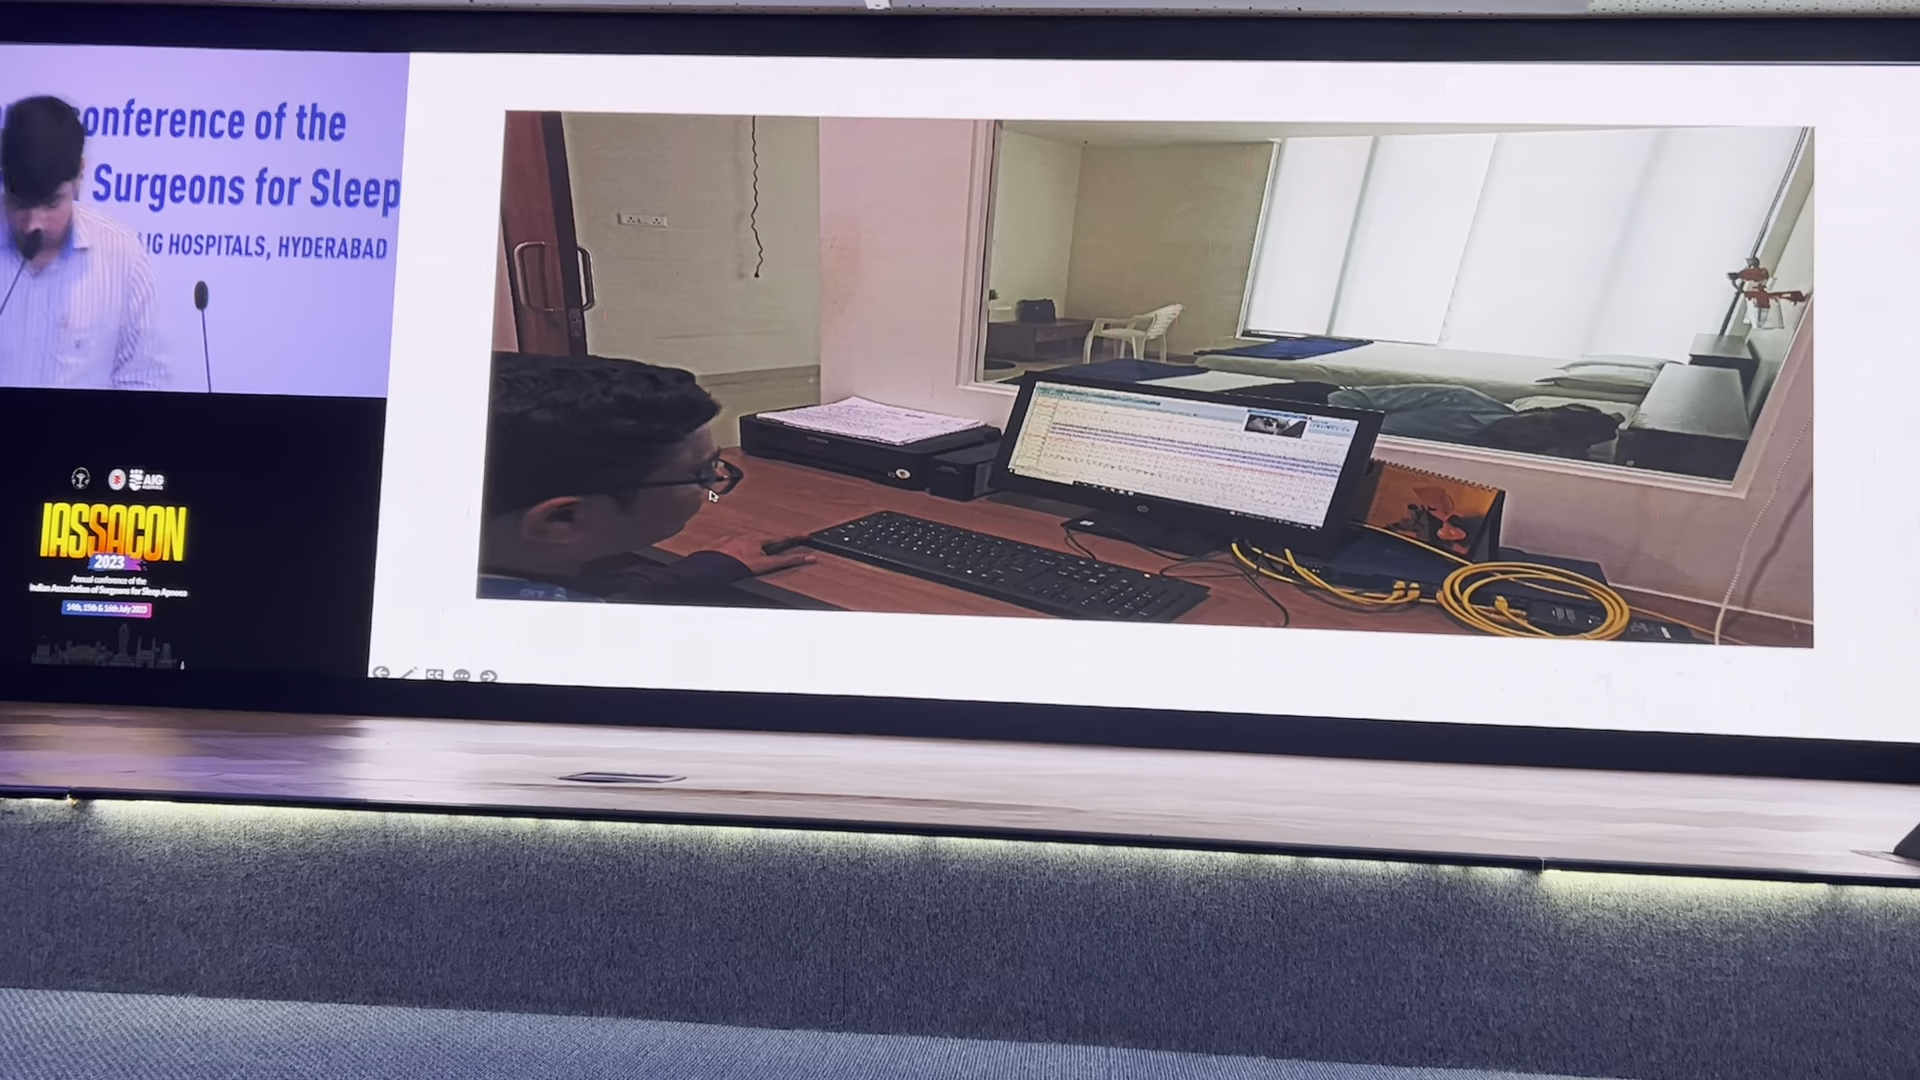 onference of the
Surgeons for Sleep
IG HOSPITALS, HYDERABAD
AIG
IASSACON
2023
Annual conference of the
Indian Association of Surgeons for Sleep Apnoea
14th, 15th & 16th July 2023
CC